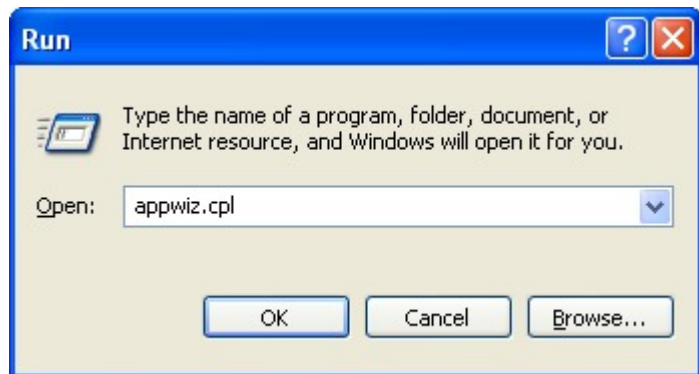 Run
Type the name of a program, folder, document, or
Internet resource, and Windows will open it for you.
Open: appwiz.cpl
OK Cancel Browse...